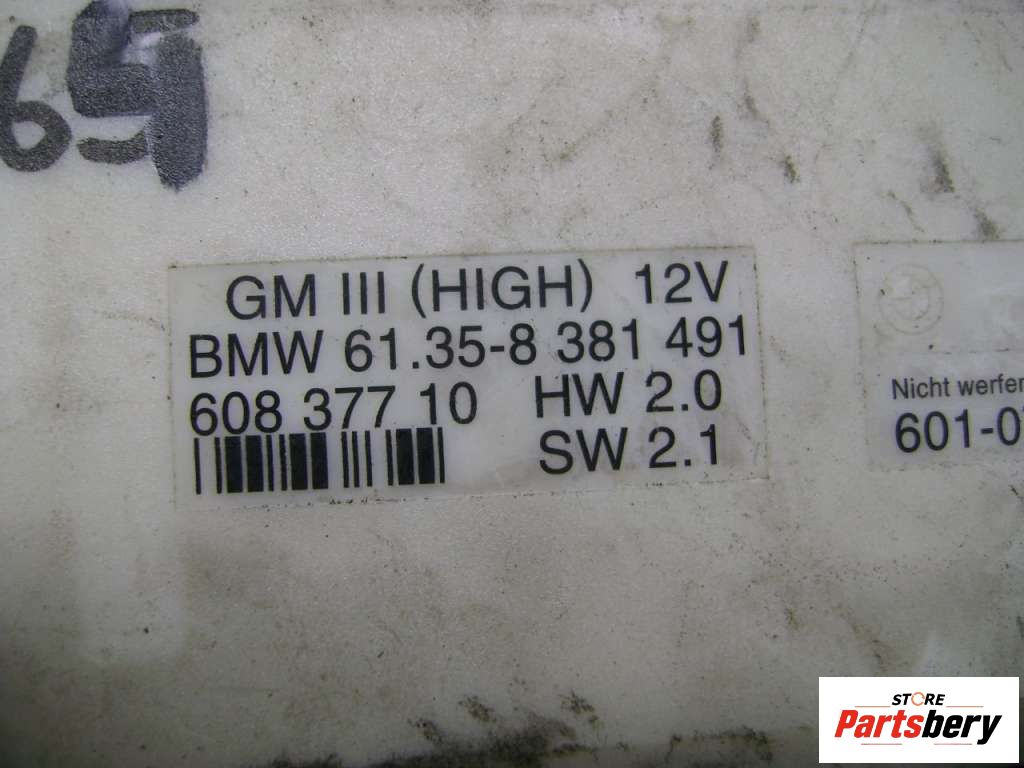 GM III (HIGH) 12V
BMW 61.35-8 381 491
608 377 10 HW 2.0
SW 2.1
Nicht werfen
601-0
STORE
Partsbery